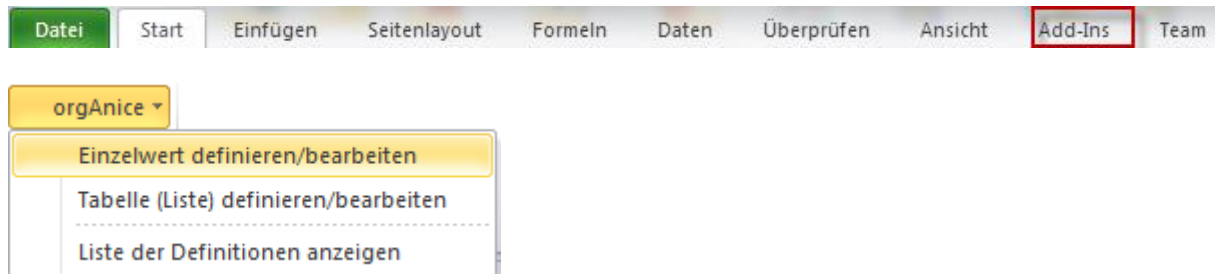 Datei Start Einfügen Seitenlayout Formeln Daten Überprüfen Ansicht Add-Ins Team
orgAnice
Einzelwert definieren/bearbeiten
Tabelle (Liste) definieren/bearbeiten
Liste der Definitionen anzeigen